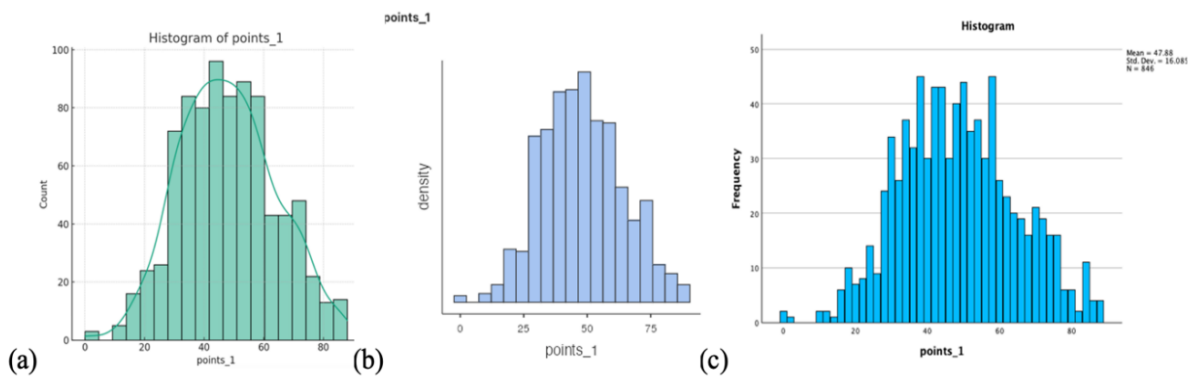 Histogram of points_1
100
80
60
40
20
0
Count
0 20 40 60 80
points_1
(a)
points_1
density
0 25 50 75
points_1
(b)
Histogram
Mean = 47.88
Std. Dev. = 16.085
N = 846
50
40
30
20
10
0
Frequency
0 20 40 60 80
points_1
(c)